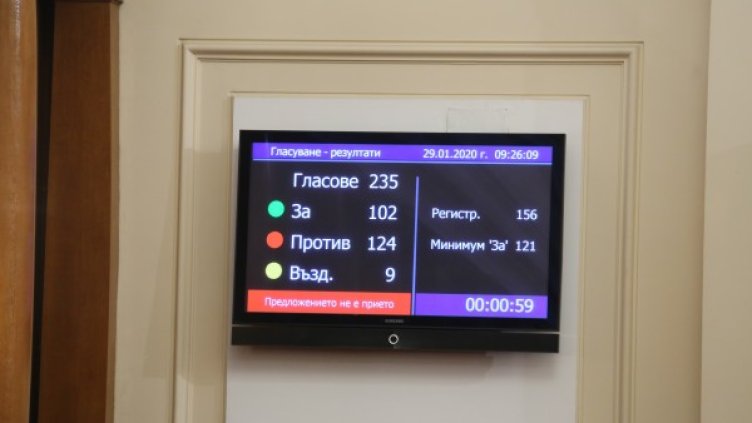 Гласуване - резултати 29.01.2020 г. 09:26:09
Гласове 235
За 102
Против 124
Възд. 9
Регистр. 156
Минимум 'За' 121
Предложението не е прието
00:00:59
SAMSUNG